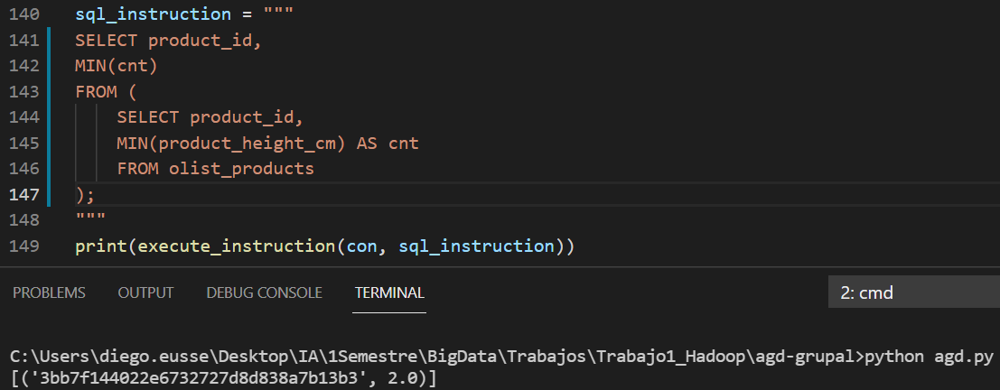 140 sql_instruction = """
141 SELECT product_id,
142 MIN(cnt)
143 FROM (
144     SELECT product_id,
145     MIN(product_height_cm) AS cnt
146     FROM olist_products
147 );
148 """
149 print(execute_instruction(con, sql_instruction))
PROBLEMS OUTPUT DEBUG CONSOLE TERMINAL 2: cmd
C:\Users\diego.eusse\Desktop\IA\1Semestre\BigData\Trabajos\Trabajo1_Hadoop\agd-grupal>python agd.py
[('3bb7f144022e6732727d8d838a7b13b3', 2.0)]